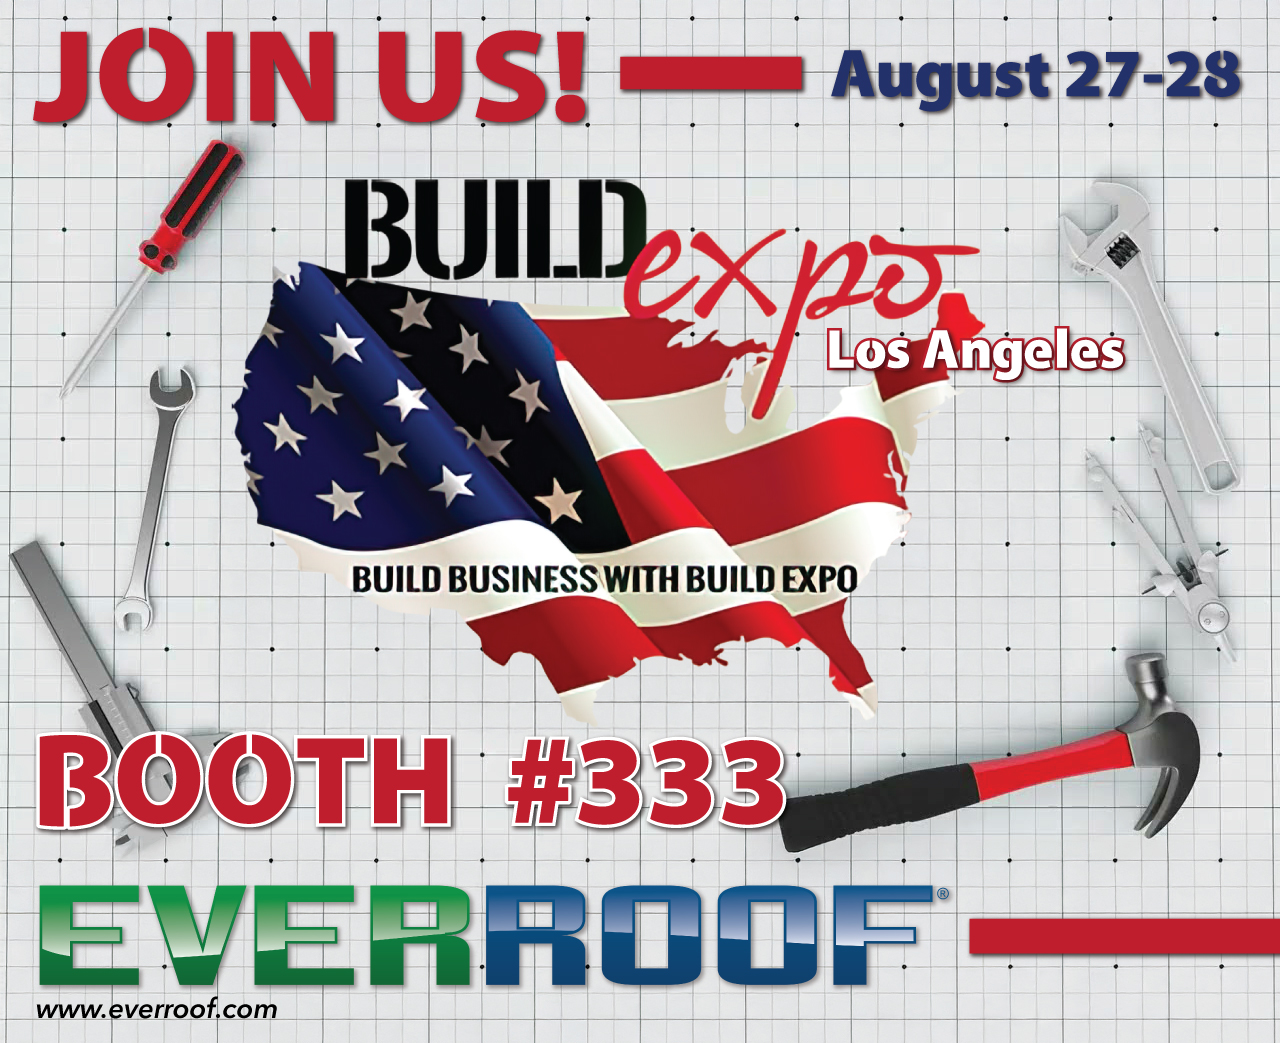 JOIN US!
August 27-28
BUILD
expo
Los Angeles
BUILD BUSINESS WITH BUILD EXPO
BOOTH #333
EVERROOF®
www.everroof.com